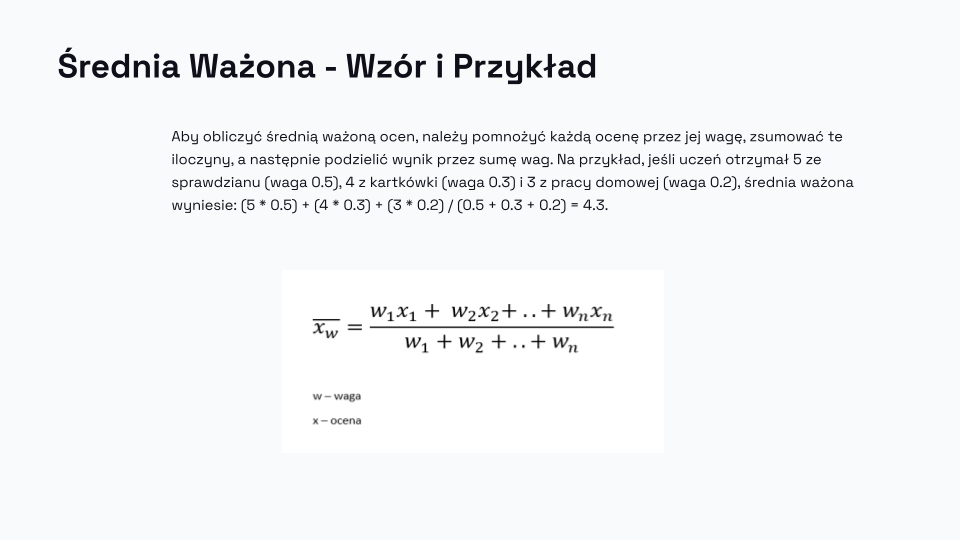 Średnia Ważona - Wzór i Przykład
Aby obliczyć średnią ważoną ocen, należy pomnożyć każdą ocenę przez jej wagę, zsumować te
iloczyny, a następnie podzielić wynik przez sumę wag. Na przykład, jeśli uczeń otrzymał 5 ze
sprawdzianu (waga 0.5), 4 z kartkówki (waga 0.3) i 3 z pracy domowej (waga 0.2), średnia ważona
wyniesie: (5 * 0.5) + (4 * 0.3) + (3 * 0.2) / (0.5 + 0.3 + 0.2) = 4.3.
$\overline{x_w} = \frac{w_1x_1 + w_2x_2 + .. + w_nx_n}{w_1 + w_2 + .. + w_n}$
w – waga
x – ocena